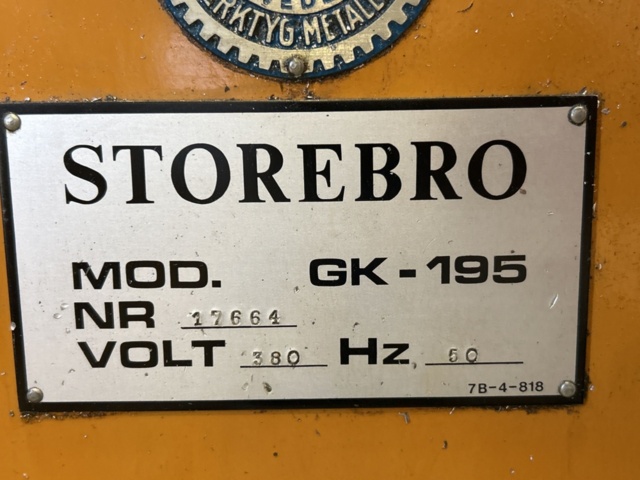 RKTYG METALL
STOREBRO
MOD. GK-195
NR 17664
VOLT 380 Hz 50
7B-4-818